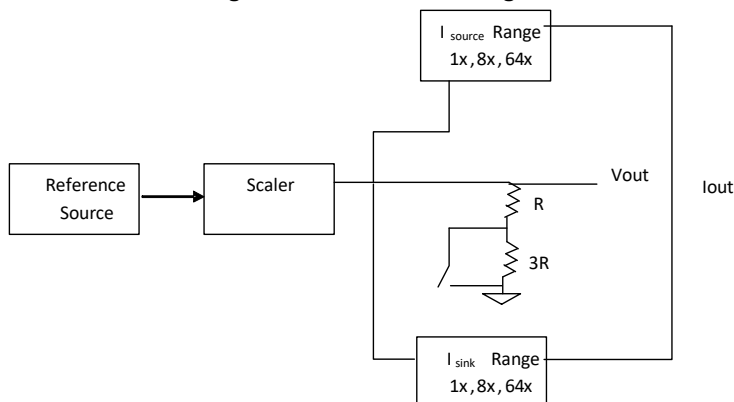 I source Range
1x,8x,64x
Reference
Source
Scaler
Vout
Iout
R
3R
I sink Range
1x,8x,64x